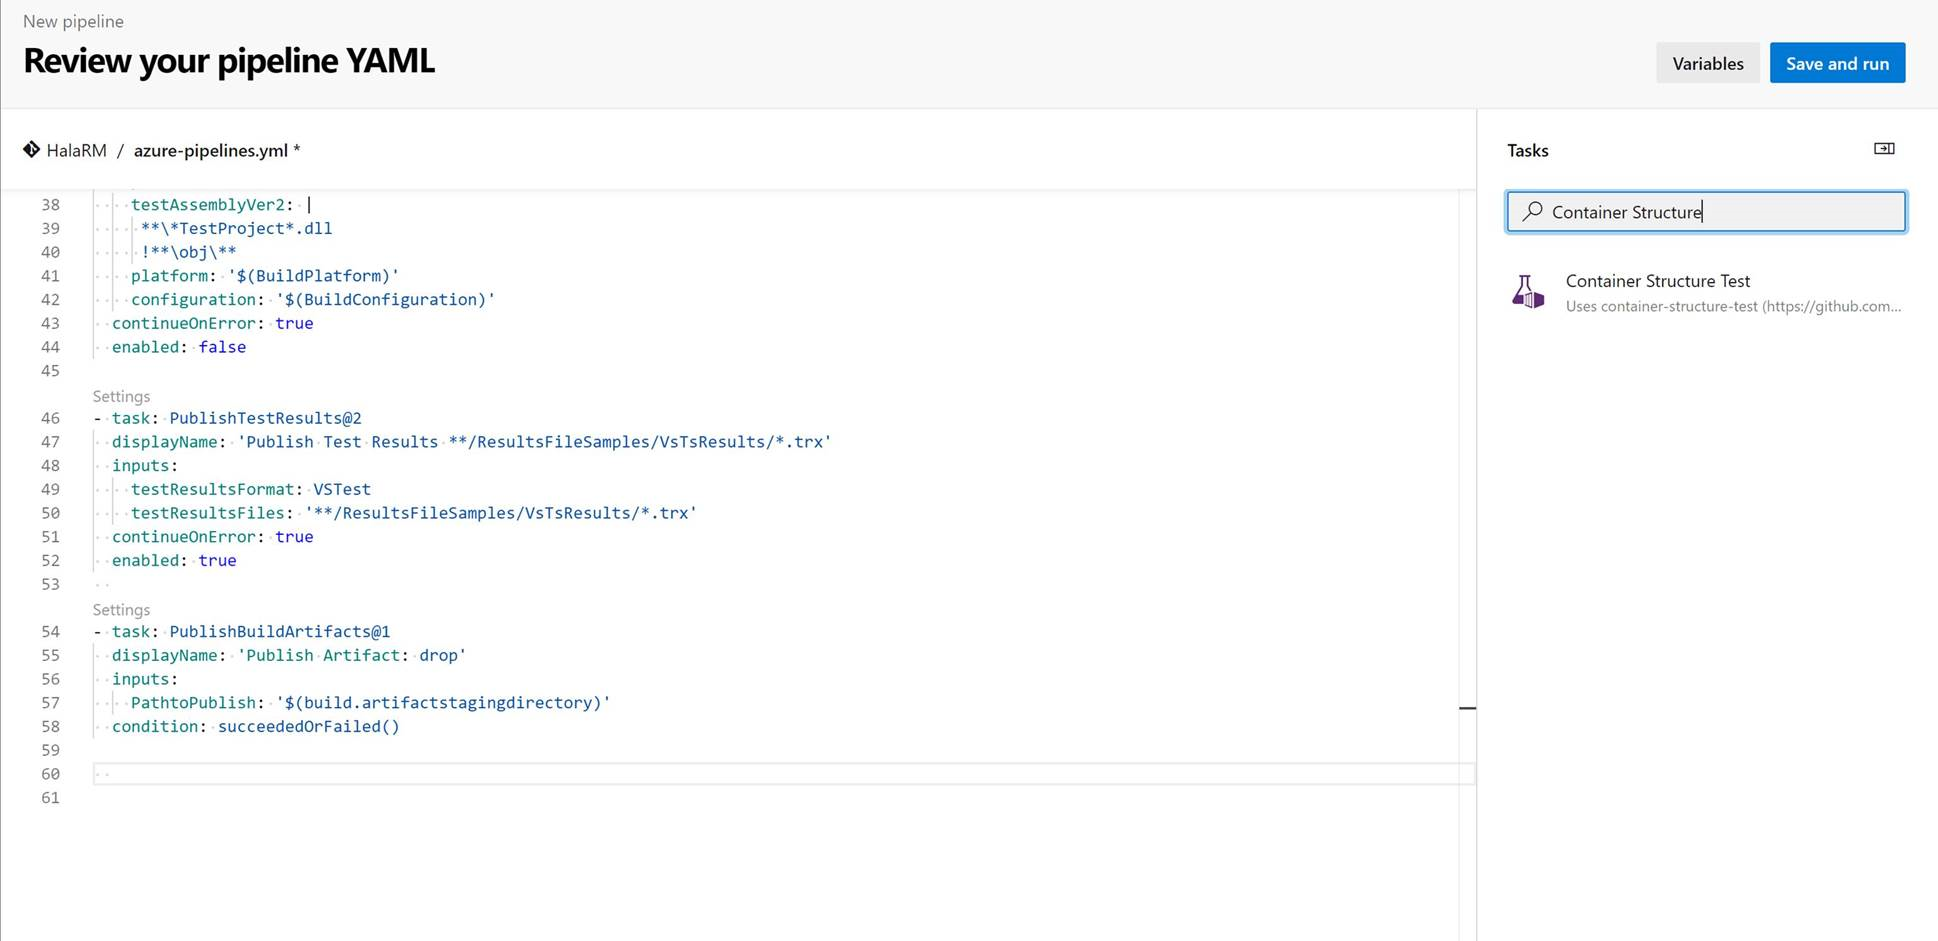 New pipeline
Review your pipeline YAML
Variables
Save and run
HalaRM / azure-pipelines.yml *
38 testAssemblyVer2: |
39 **\*TestProject*.dll
40 !**\obj\**
41 platform: '$(BuildPlatform)'
42 configuration: '$(BuildConfiguration)'
43 continueOnError: true
44 enabled: false
45
Settings
46 - task: PublishTestResults@2
47 displayName: 'Publish Test Results **/ResultsFileSamples/VsTsResults/*.trx'
48 inputs:
49 testResultsFormat: VSTest
50 testResultsFiles: '**/ResultsFileSamples/VsTsResults/*.trx'
51 continueOnError: true
52 enabled: true
53
Settings
54 - task: PublishBuildArtifacts@1
55 displayName: 'Publish Artifact: drop'
56 inputs:
57 PathtoPublish: '$(build.artifactstagingdirectory)'
58 condition: succeededOrFailed()
59
60
61
Tasks
Container Structure
Container Structure Test
Uses container-structure-test (https://github.com...